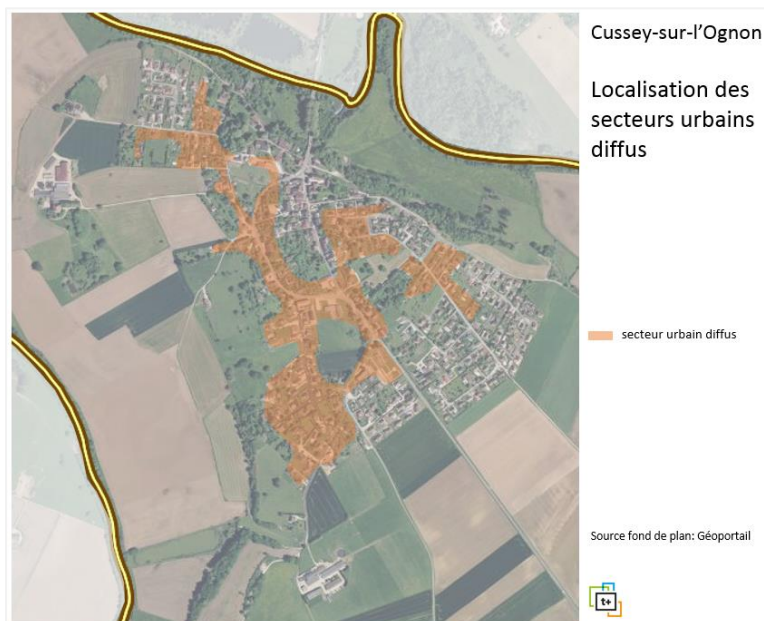 Cussey-sur-l'Ognon
Localisation des
secteurs urbains
diffus
secteur urbain diffus
Source fond de plan: Géoportail
t+